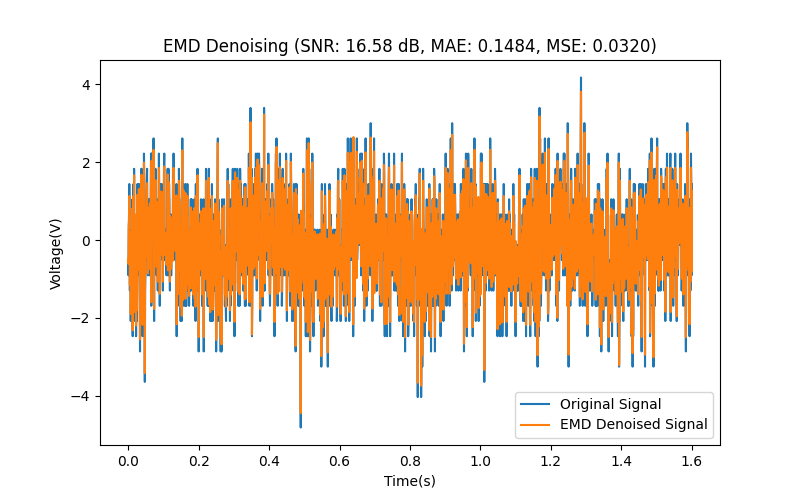 EMD Denoising (SNR: 16.58 dB, MAE: 0.1484, MSE: 0.0320)
4
2
0
−2
−4
Voltage(V)
0.0 0.2 0.4 0.6 0.8 1.0 1.2 1.4 1.6
Time(s)
Original Signal
EMD Denoised Signal